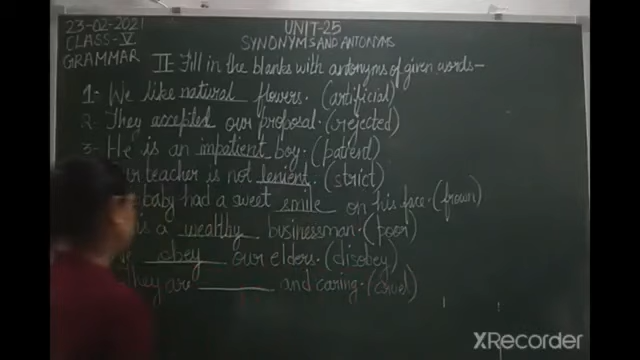 23-02-2021
CLASS-V
GRAMMAR
UNIT-25
SYNONYMS AND ANTONYMS
II- Fill in the blanks with antonyms of given words-
1- We like natural flowers. (artificial)
2- They accepted our proposal. (rejected)
3- He is an impatient boy. (patient)
teacher is not lenient. (strict)
baby had a sweet smile on his face. (frown)
is a wealthy businessman. (poor)
obey our elders. (disobey)
They are ______ and caring. (cruel)
XRecorder